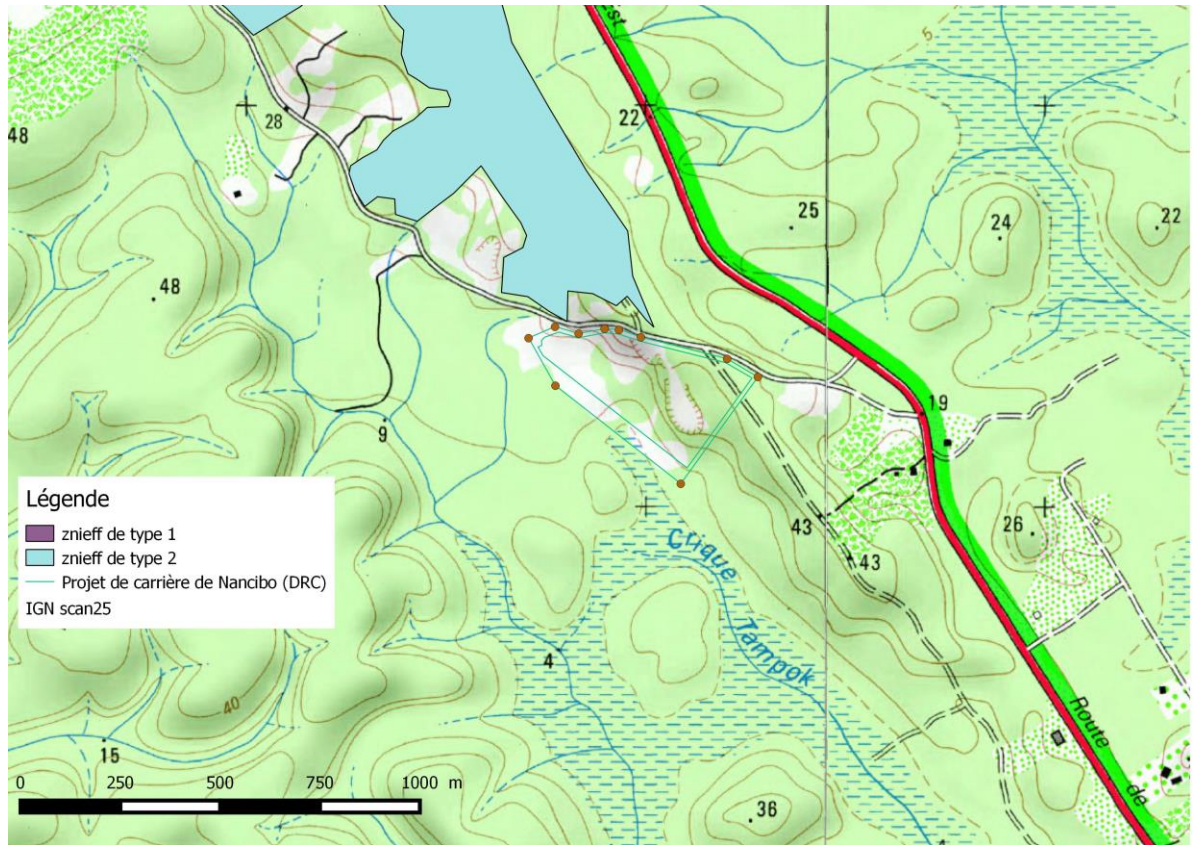 st
5
48
28
22
25
24
22
48
19
9
26
43
43
Légende
znieff de type 1
znieff de type 2
Projet de carrière de Nancibo (DRC)
IGN scan25
Crique Tampok
4
40
15
Route de
36
0 250 500 750 1000 m